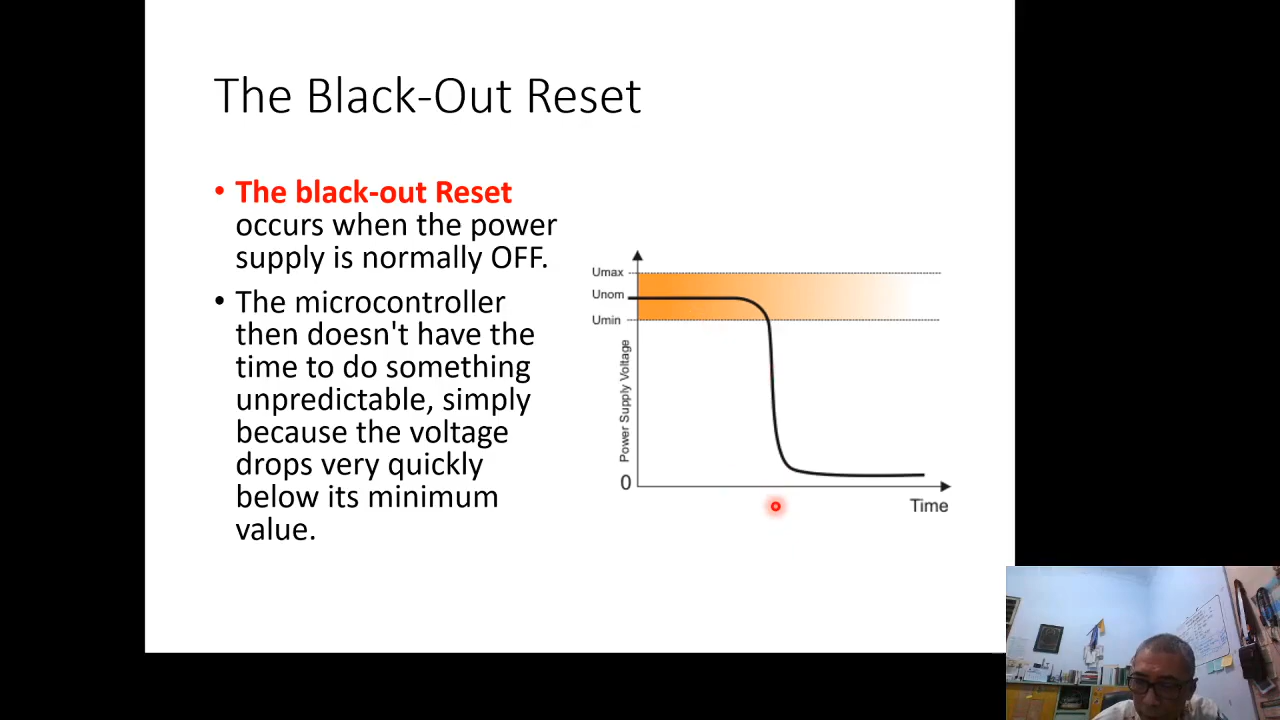 The Black-Out Reset
• The black-out Reset
occurs when the power
supply is normally OFF.
• The microcontroller
then doesn't have the
time to do something
unpredictable, simply
because the voltage
drops very quickly
below its minimum
value.
Umax
Unom
Umin
Power Supply Voltage
0
Time